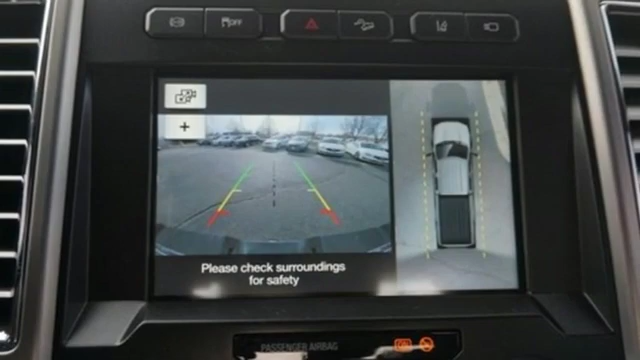 OFF
+
Please check surroundings
for safety
PASSENGER AIRBAG